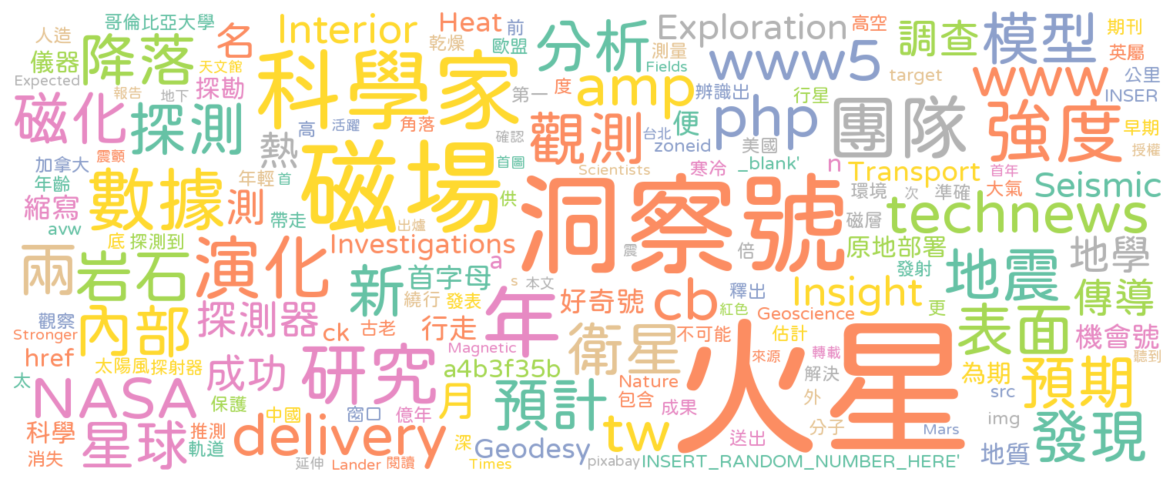 人造
哥倫比亞大學
名
Interior
Heat
前
分析
Exploration
高空
調查
模型
期刊
儀器
降落
天文館
探勘
乾燥
歐盟
測量
www5
英屬
Expected
報告
地下
科學家
第一
度
Fields
amp
辨識出
target
www
公里
INSER
磁化
探測
高
活躍
角落
確認
觀測
便
php
行星
團隊
強度
早期
授權
震顫
熱
磁場
首圖
台北
zoneid
美國
_blank'
加拿大
年齡
年輕
首
Scientists
寒冷
n
Transport
首年
縮寫
數據
測
供
洞察號
環境
次
準確
大氣
Seismic
avw
帶走
出爐
磁層
technews
底
探測到
演化
Investigations
a
震
倍
原地部署
地學
兩
岩石
新
首字母
s
本文
發射
地震
繞行
發表
年
好奇號
cb
釋出
更
Insight
傳導
觀察
內部
探測器
紅色
Geoscience
表面
Stronger
ck
古老
行走
衛星
不可能
估計
機會號
href
太陽風
探射器
Magnetic
來源
轉載
聽到
太
NASA
成功
研究
a4b3f35b
Nature
火星
解決
為期
預期
保護
月
預計
包含
外
src
中國
窗口
億年
tw
成果
分子
img
科學
星球
推測
delivery
深
Geodesy
送出
Mars
發現
消失
軌道
延伸
Lander
閱讀
Times
pixabay
INSERT_RANDOM_NUMBER_HERE'
地質